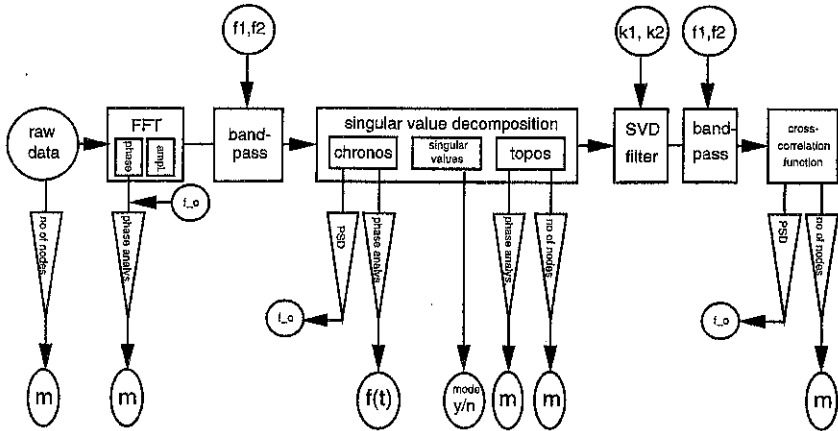 f1,f2
k1, k2
f1,f2
raw
data
FFT
phase
ampl.
band-
pass
singular value decomposition
chronos
singular
values
topos
SVD
filter
band-
pass
cross-
correlation
function
f_o
no of nodes
phase analys.
PSD
phase analys.
phase analys.
no of nodes
PSD
no of nodes
f_o
f_o
m
m
f(t)
mode
y/n
m
m
m